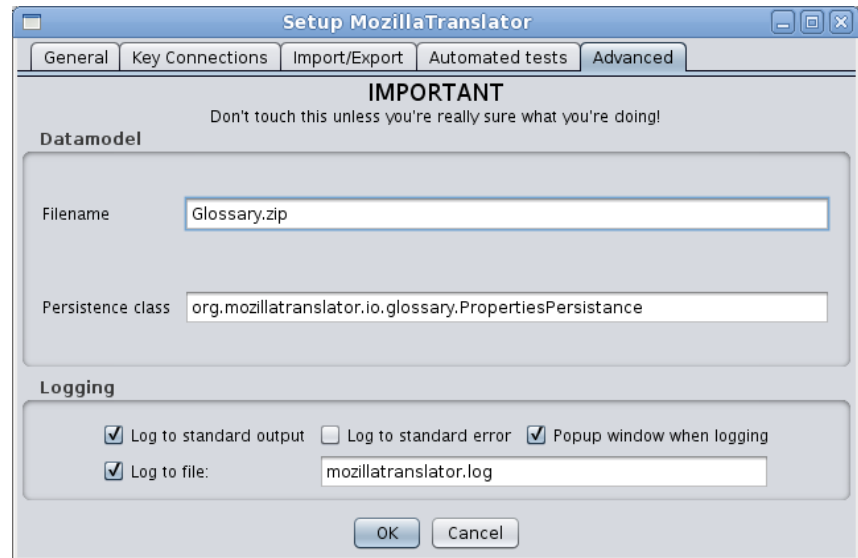 Setup MozillaTranslator
General Key Connections Import/Export Automated tests Advanced
IMPORTANT
Don't touch this unless you're really sure what you're doing!
Datamodel
Filename Glossary.zip
Persistence class org.mozillatranslator.io.glossary.PropertiesPersistance
Logging
Log to standard output Log to standard error Popup window when logging
Log to file: mozillatranslator.log
OK Cancel